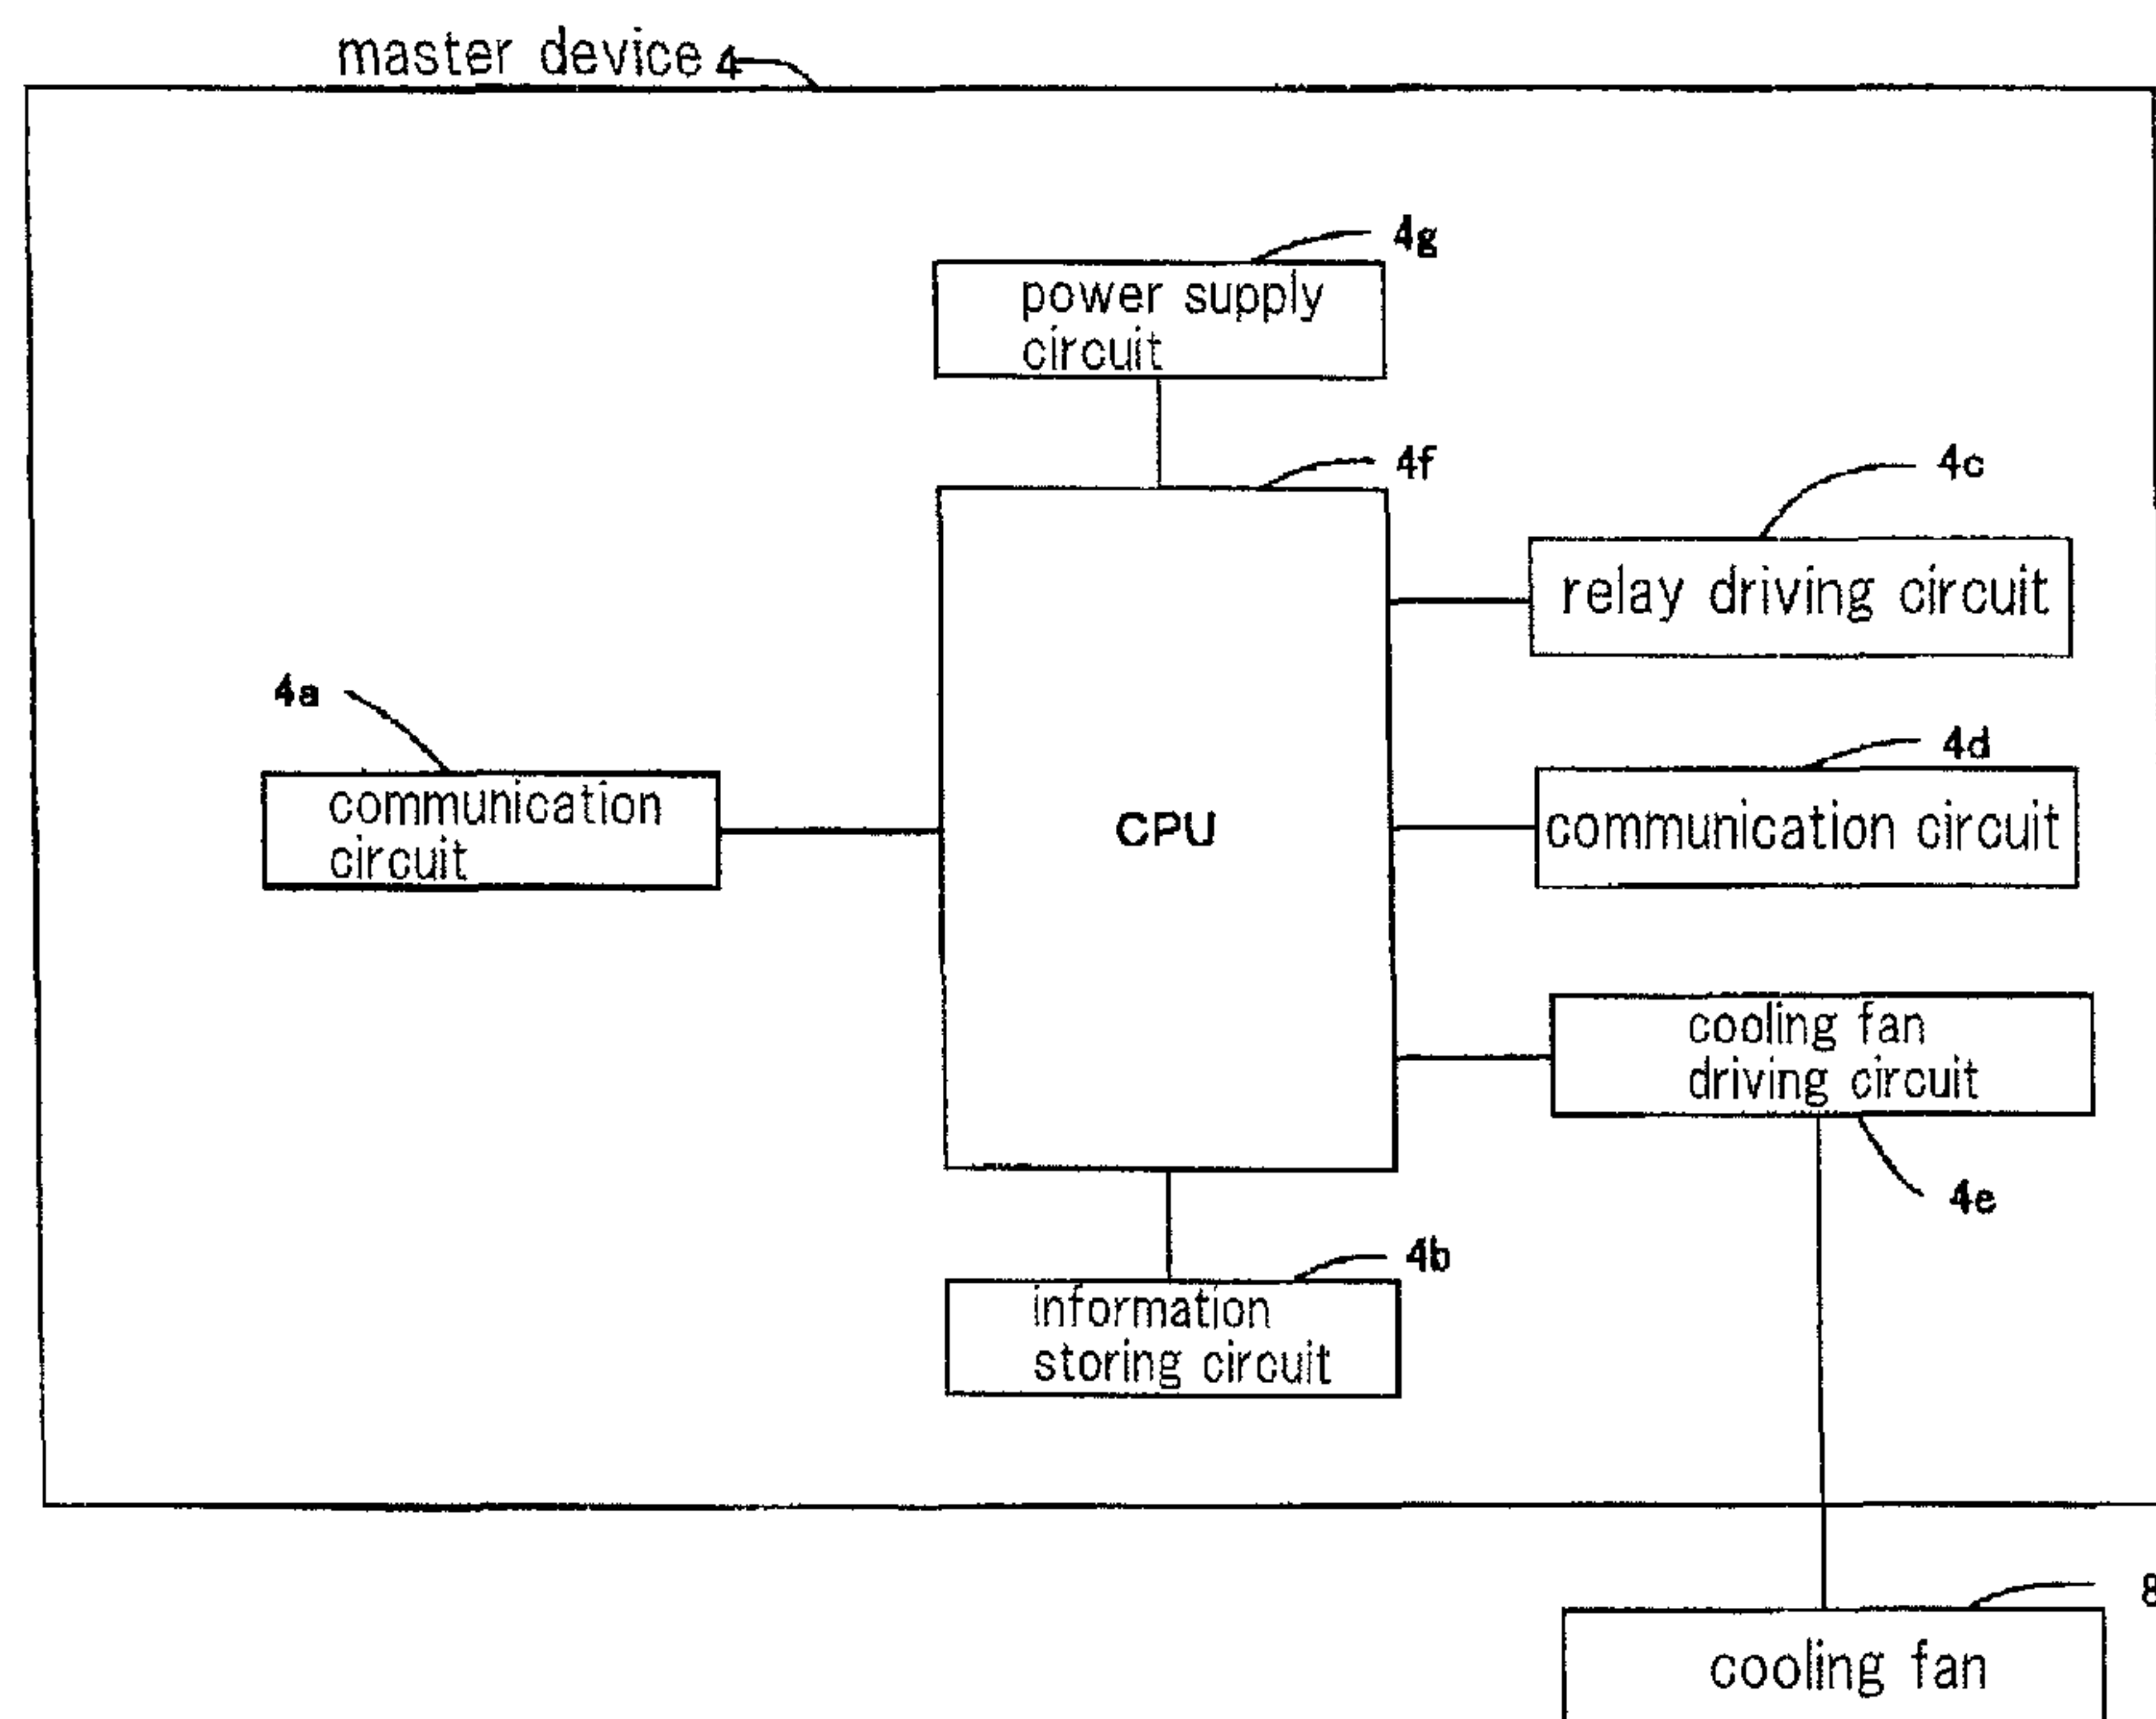 master device 4
4g
power supply
circuit
4f
4c
relay driving circuit
4a
4d
communication
circuit
CPU
communication circuit
cooling fan
driving circuit
4e
4b
information
storing circuit
8
cooling fan